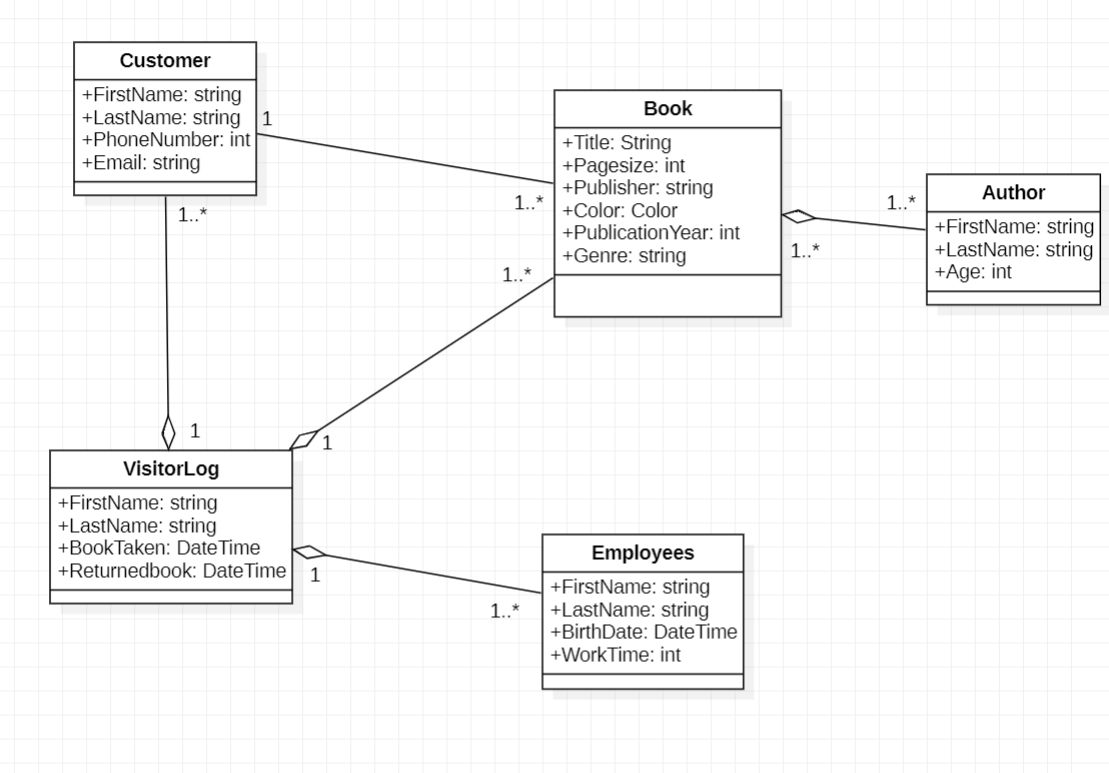 Customer
+FirstName: string
+LastName: string
+PhoneNumber: int
+Email: string
1
1..*
1..*
Book
+Title: String
+Pagesize: int
+Publisher: string
+Color: Color
+PublicationYear: int
+Genre: string
1..*
1..*
1..*
Author
+FirstName: string
+LastName: string
+Age: int
1
1
VisitorLog
+FirstName: string
+LastName: string
+BookTaken: DateTime
+Returnedbook: DateTime
1
1..*
Employees
+FirstName: string
+LastName: string
+BirthDate: DateTime
+WorkTime: int